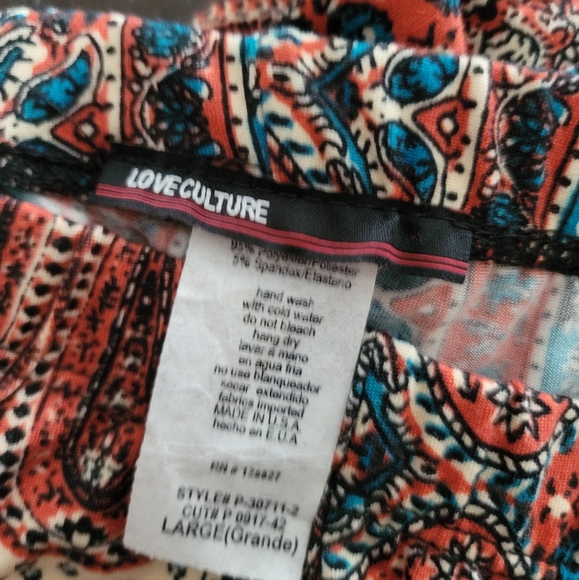 LOVE CULTURE
95% Polyester/Poliester
5% Spandex/Elastano
hand wash
with cold water
do not bleach
hang dry
lavar a mano
en agua fria
no use blanqueador
secar extendido
fabrics imported
MADE IN U.S.A
hecho en E.U.A
RN # 128827
STYLE# P-30711-2
CUT# P 0917-42
LARGE(Grande)